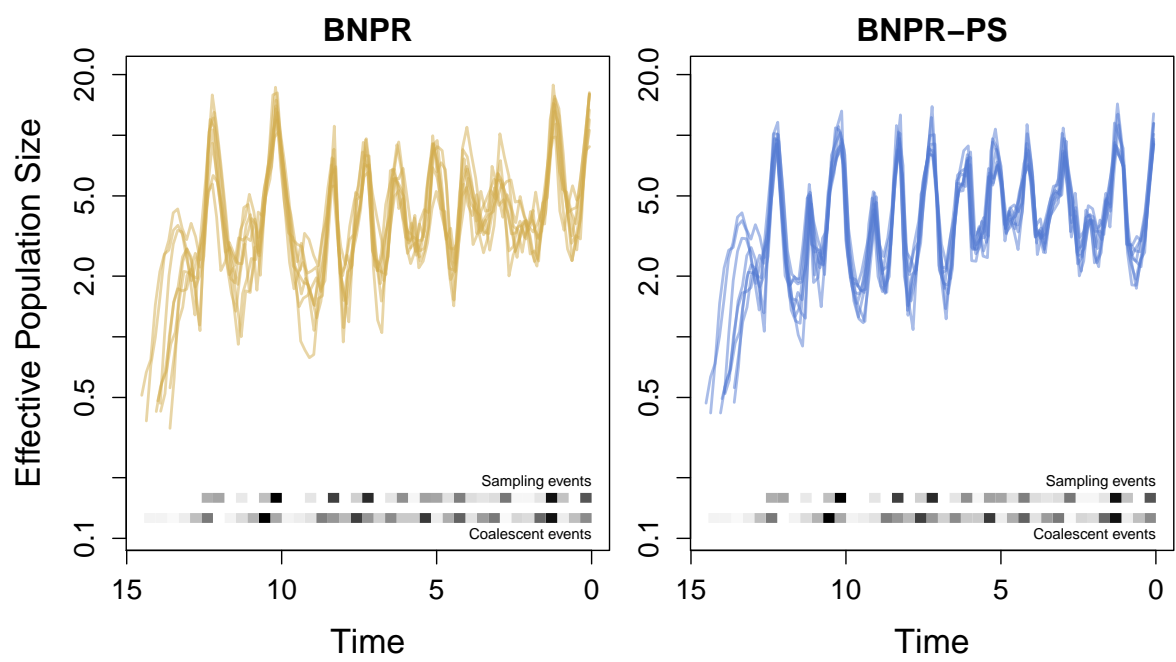 BNPR
BNPR−PS
Effective Population Size
20.0
5.0
2.0
0.5
0.1
Sampling events
Coalescent events
15
10
5
0
Time
20.0
5.0
2.0
0.5
0.1
Sampling events
Coalescent events
15
10
5
0
Time